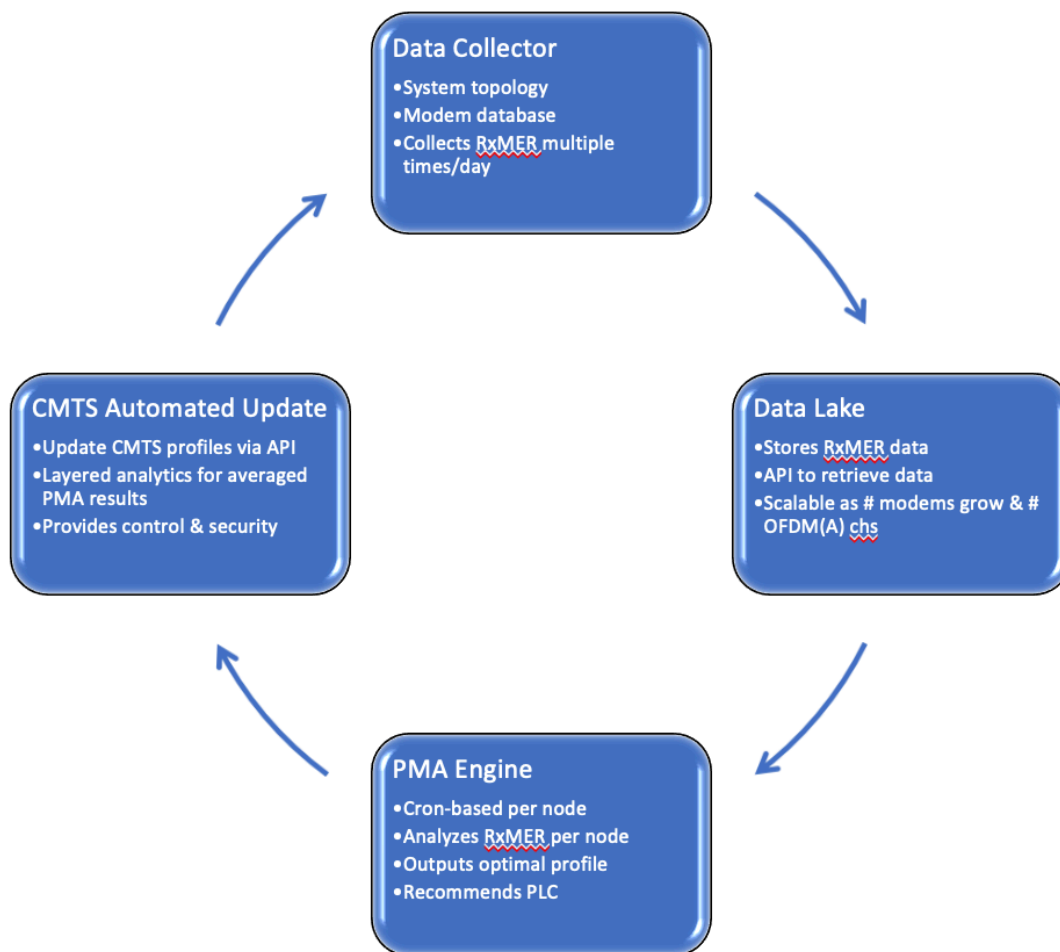 Data Collector
•System topology
•Modem database
•Collects RxMER multiple
times/day
CMTS Automated Update
•Update CMTS profiles via API
•Layered analytics for averaged
PMA results
•Provides control & security
Data Lake
•Stores RxMER data
•API to retrieve data
•Scalable as # modems grow & #
OFDM(A) chs
PMA Engine
•Cron-based per node
•Analyzes RxMER per node
•Outputs optimal profile
•Recommends PLC